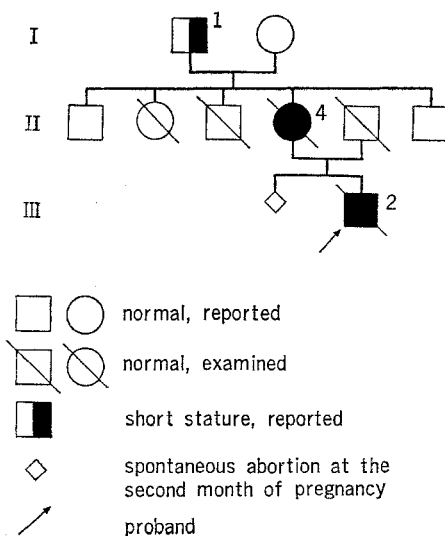 I
1
II
4
III
2
normal, reported
normal, examined
short stature, reported
spontaneous abortion at the
second month of pregnancy
proband